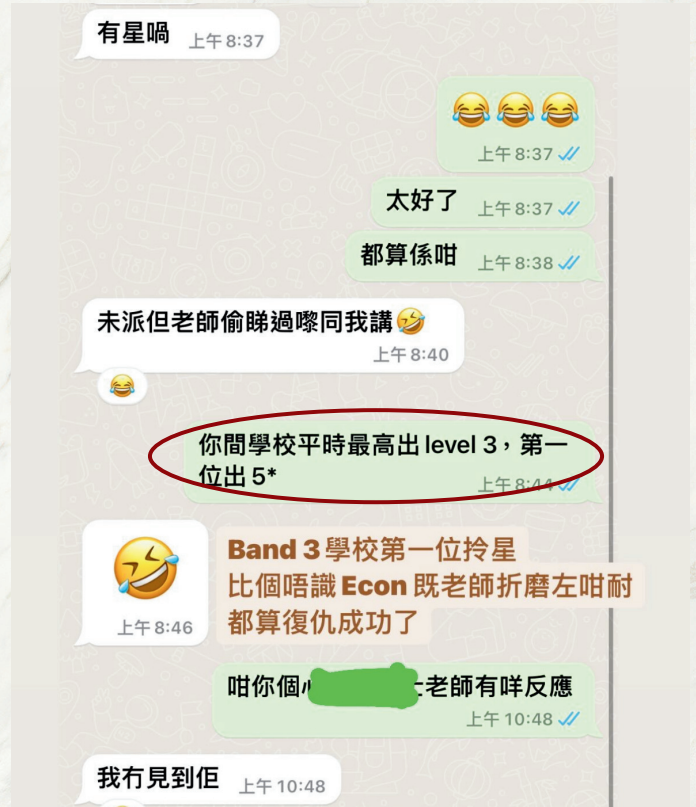 有星喎 上午 8:37
😂😂😂
上午 8:37
太好了 上午 8:37
都算係咁 上午 8:38
未派但老師偷睇過嚟同我講🤣
上午 8:40
😂
你間學校平時最高出 level 3，第一
位出 5* 上午 8:44
🤣
上午 8:46
Band 3 學校第一位拎星
比個唔識 Econ 既老師折磨左咁耐
都算復仇成功了
咁你個 老師有咩反應
上午 10:48
我冇見到佢 上午 10:48